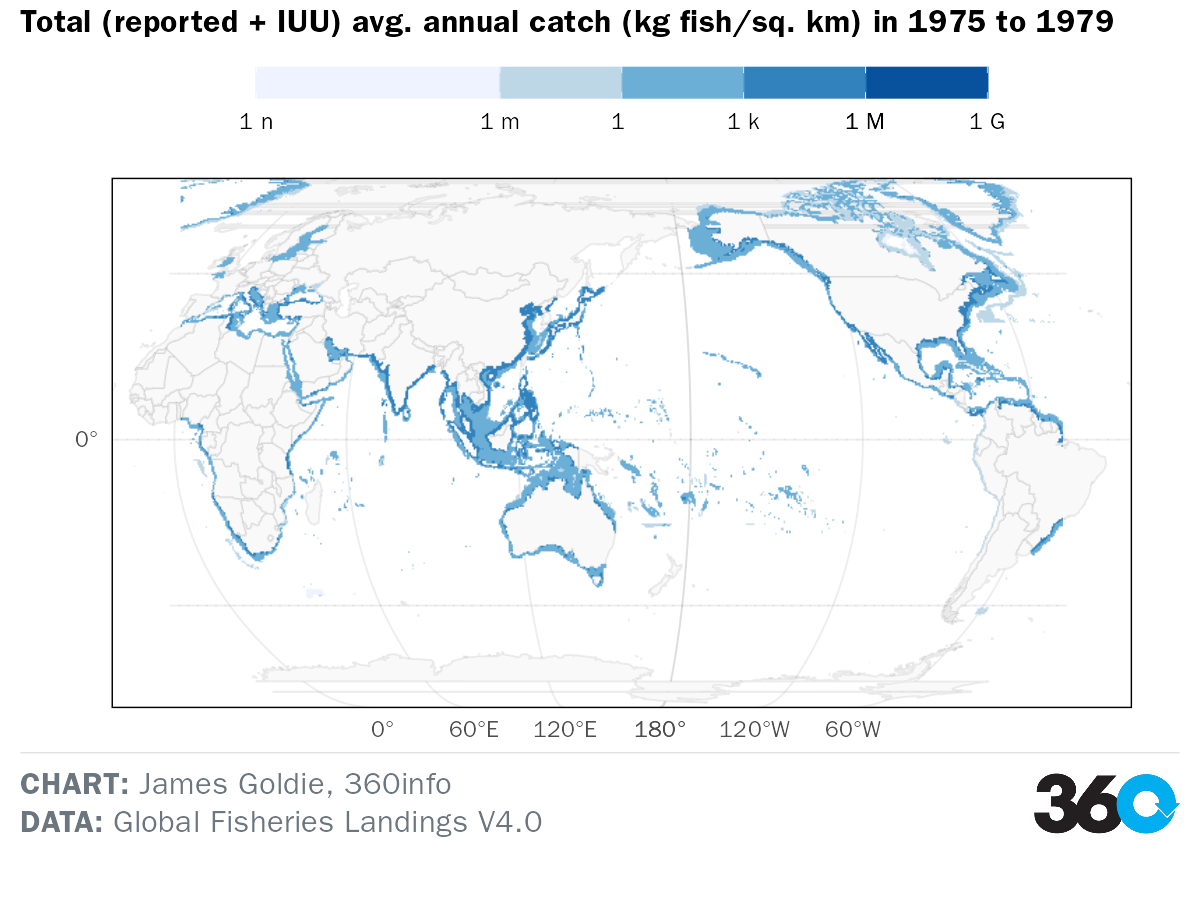 Total (reported + IUU) avg. annual catch (kg fish/sq. km) in 1975 to 1979
1 n 1 m 1 1 k 1 M 1 G
0°
0° 60°E 120°E 180° 120°W 60°W
CHART: James Goldie, 360info
DATA: Global Fisheries Landings V4.0
360